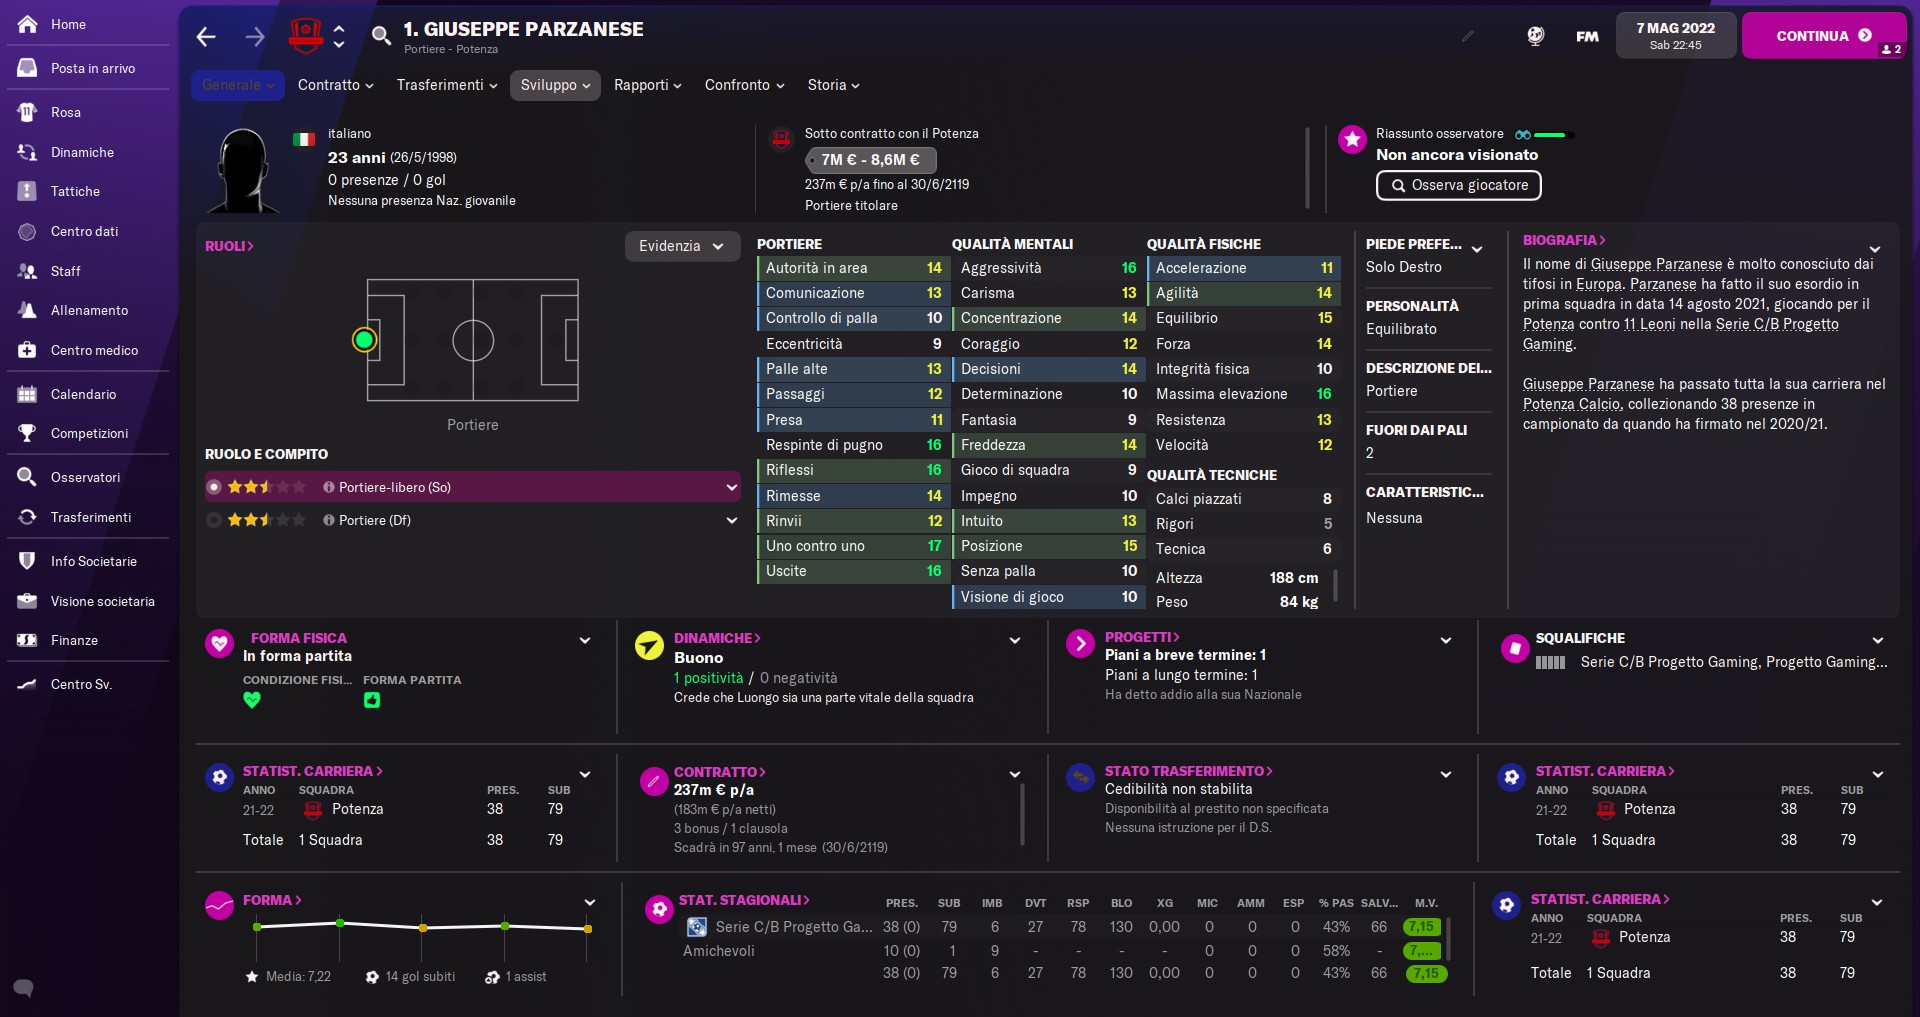 Home
Posta in arrivo
Rosa
Dinamiche
Tattiche
Centro dati
Staff
Allenamento
Centro medico
Calendario
Competizioni
Osservatori
Trasferimenti
Info Societarie
Visione societaria
Finanze
Centro Sv.
1. GIUSEPPE PARZANESE
Portiere - Potenza
FM
7 MAG 2022
Sab 22:45
CONTINUA
2
Generale
Contratto
Trasferimenti
Sviluppo
Rapporti
Confronto
Storia
italiano
23 anni (26/5/1998)
0 presenze / 0 gol
Nessuna presenza Naz. giovanile
Sotto contratto con il Potenza
7M € - 8,6M €
237m € p/a fino al 30/6/2119
Portiere titolare
Riassunto osservatore
Non ancora visionato
Osserva giocatore
RUOLI
Evidenzia
Portiere
RUOLO E COMPITO
Portiere-libero (So)
Portiere (Df)
PORTIERE
Autorità in area 14
Comunicazione 13
Controllo di palla 10
Eccentricità 9
Palle alte 13
Passaggi 12
Presa 11
Respinte di pugno 16
Riflessi 16
Rimesse 14
Rinvii 12
Uno contro uno 17
Uscite 16
QUALITÀ MENTALI
Aggressività 16
Carisma 13
Concentrazione 14
Coraggio 12
Decisioni 14
Determinazione 10
Fantasia 9
Freddezza 14
Gioco di squadra 9
Impegno 10
Intuito 13
Posizione 15
Senza palla 10
Visione di gioco 10
QUALITÀ FISICHE
Accelerazione 11
Agilità 14
Equilibrio 15
Forza 14
Integrità fisica 10
Massima elevazione 16
Resistenza 13
Velocità 12
QUALITÀ TECNICHE
Calci piazzati 8
Rigori 5
Tecnica 6
Altezza 188 cm
Peso 84 kg
PIEDE PREFE...
Solo Destro
PERSONALITÀ
Equilibrato
DESCRIZIONE DEI...
Portiere
FUORI DAI PALI
2
CARATTERISTIC...
Nessuna
BIOGRAFIA
Il nome di Giuseppe Parzanese è molto conosciuto dai
tifosi in Europa. Parzanese ha fatto il suo esordio in
prima squadra in data 14 agosto 2021, giocando per il
Potenza contro 11 Leoni nella Serie C/B Progetto
Gaming.
Giuseppe Parzanese ha passato tutta la sua carriera nel
Potenza Calcio, collezionando 38 presenze in
campionato da quando ha firmato nel 2020/21.
FORMA FISICA
In forma partita
CONDIZIONE FISI... FORMA PARTITA
DINAMICHE
Buono
1 positività / 0 negatività
Crede che Luongo sia una parte vitale della squadra
PROGETTI
Piani a breve termine: 1
Piani a lungo termine: 1
Ha detto addio alla sua Nazionale
SQUALIFICHE
Serie C/B Progetto Gaming, Progetto Gaming...
STATIST. CARRIERA
ANNO SQUADRA PRES. SUB
21-22 Potenza 38 79
Totale 1 Squadra 38 79
CONTRATTO
237m € p/a
(183m € p/a netti)
3 bonus / 1 clausola
Scadrà in 97 anni, 1 mese (30/6/2119)
STATO TRASFERIMENTO
Cedibilità non stabilita
Disponibilità al prestito non specificata
Nessuna istruzione per il D.S.
STATIST. CARRIERA
ANNO SQUADRA PRES. SUB
21-22 Potenza 38 79
Totale 1 Squadra 38 79
FORMA
Media: 7,22 14 gol subiti 1 assist
STAT. STAGIONALI PRES. SUB IMB DVT RSP BLO XG MIC AMM ESP % PAS SALV... M.V.
Serie C/B Progetto Ga... 38 (0) 79 6 27 78 130 0,00 0 0 0 43% 66 7,15
Amichevoli 10 (0) 1 9 - - - - 0 0 0 58% - 7,...
38 (0) 79 6 27 78 130 0,00 0 0 0 43% 66 7,15
STATIST. CARRIERA
ANNO SQUADRA PRES. SUB
21-22 Potenza 38 79
Totale 1 Squadra 38 79